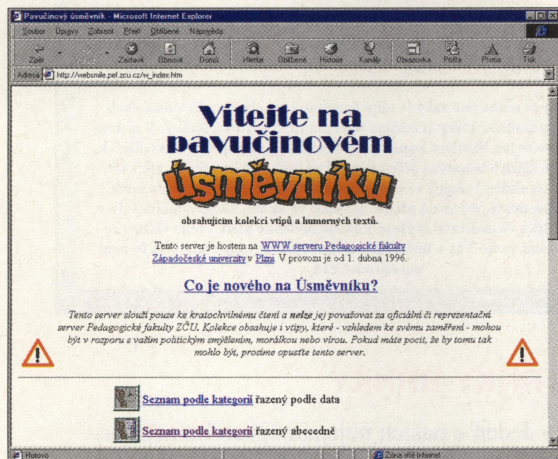 Pavučinový úsměvník - Microsoft Internet Explorer
Soubor Úpravy Zobrazit Přejít Oblíbené Nápověda
Zpět Zastavit Obnovit Domů Hledat Oblíbené Historie Kanály Obrazovka Pošta Písma Tisk
Adresa http://websmile.pef.zcu.cz/w_index.htm
Vítejte na
pavučinovém
úsměvníku
obsahujícím kolekci vtipů a humorných textů.
Tento server je hostem na WWW serveru Pedagogické fakulty
Západočeské university v Plzni. V provozu je od 1. dubna 1996.
Co je nového na Úsměvníku?
Tento server slouží pouze ke kratochvilnému čtení a nelze jej považovat za oficiální či reprezentační
server Pedagogické fakulty ZČU. Kolekce obsahuje i vtipy, které - vzhledem ke svému zaměření - mohou
být v rozporu s vaším politickým smýšlením, morálkou nebo vírou. Pokud máte pocit, že by tomu tak
mohlo být, prosíme opusťte tento server.
Seznam podle kategorií řazený podle data
Seznam podle kategorií řazený abecedně
Hotovo Zóna sítě Internet